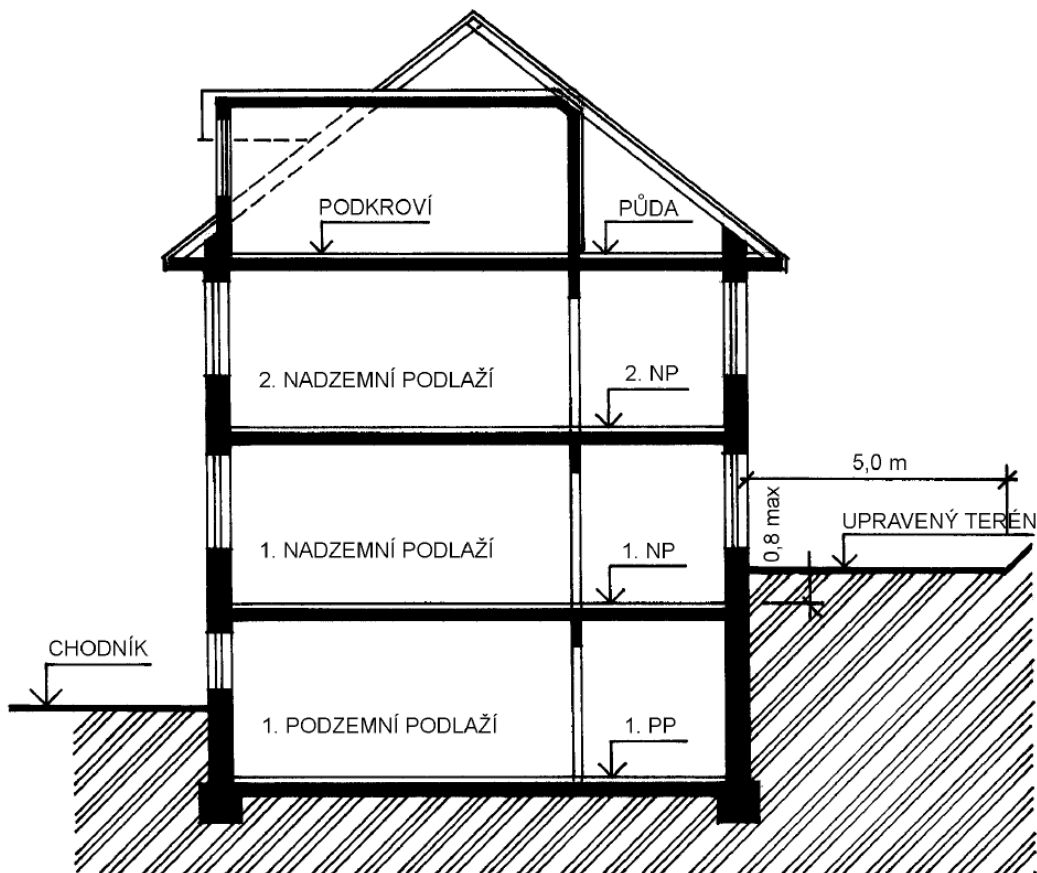 PODKROVÍ
PŮDA
2. NADZEMNÍ PODLAŽÍ
2. NP
5,0 m
0,8 max
UPRAVENÝ TERÉN
1. NADZEMNÍ PODLAŽÍ
1. NP
CHODNÍK
1. PODZEMNÍ PODLAŽÍ
1. PP